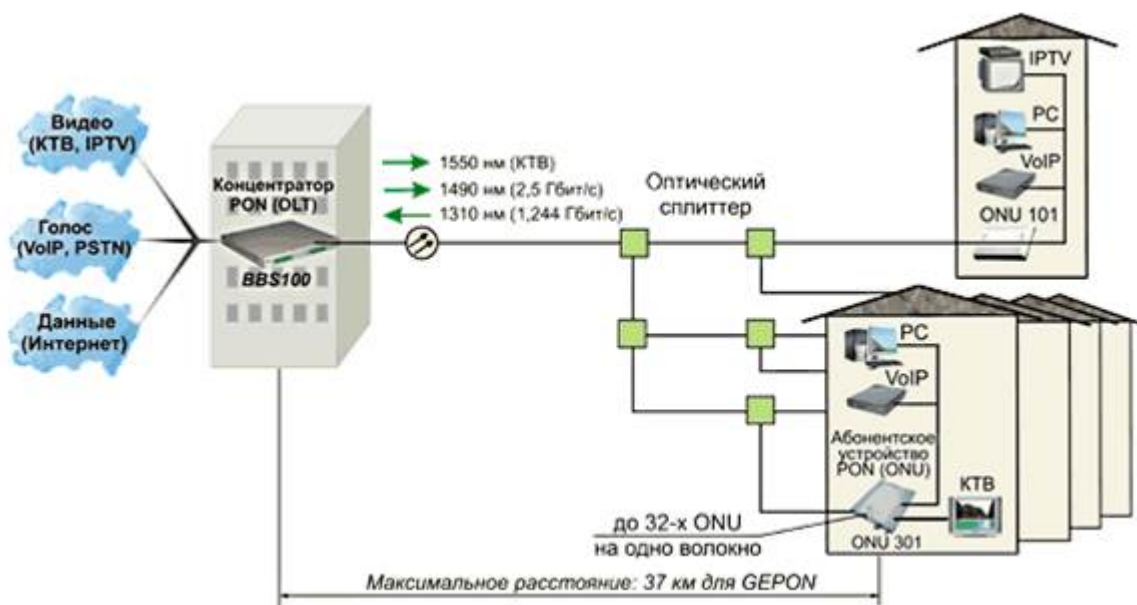 Видео
(КТВ, IPTV)
Голос
(VoIP, PSTN)
Данные
(Интернет)
Концентратор
PON (OLT)
BBS100
1550 нм (КТВ)
1490 нм (2,5 Гбит/с)
1310 нм (1,244 Гбит/с)
Оптический
сплиттер
IPTV
PC
VoIP
ONU 101
PC
VoIP
Абонентское
устройство
PON (ONU)
КТВ
ONU 301
до 32-х ONU
на одно волокно
Максимальное расстояние: 37 км для GEPON